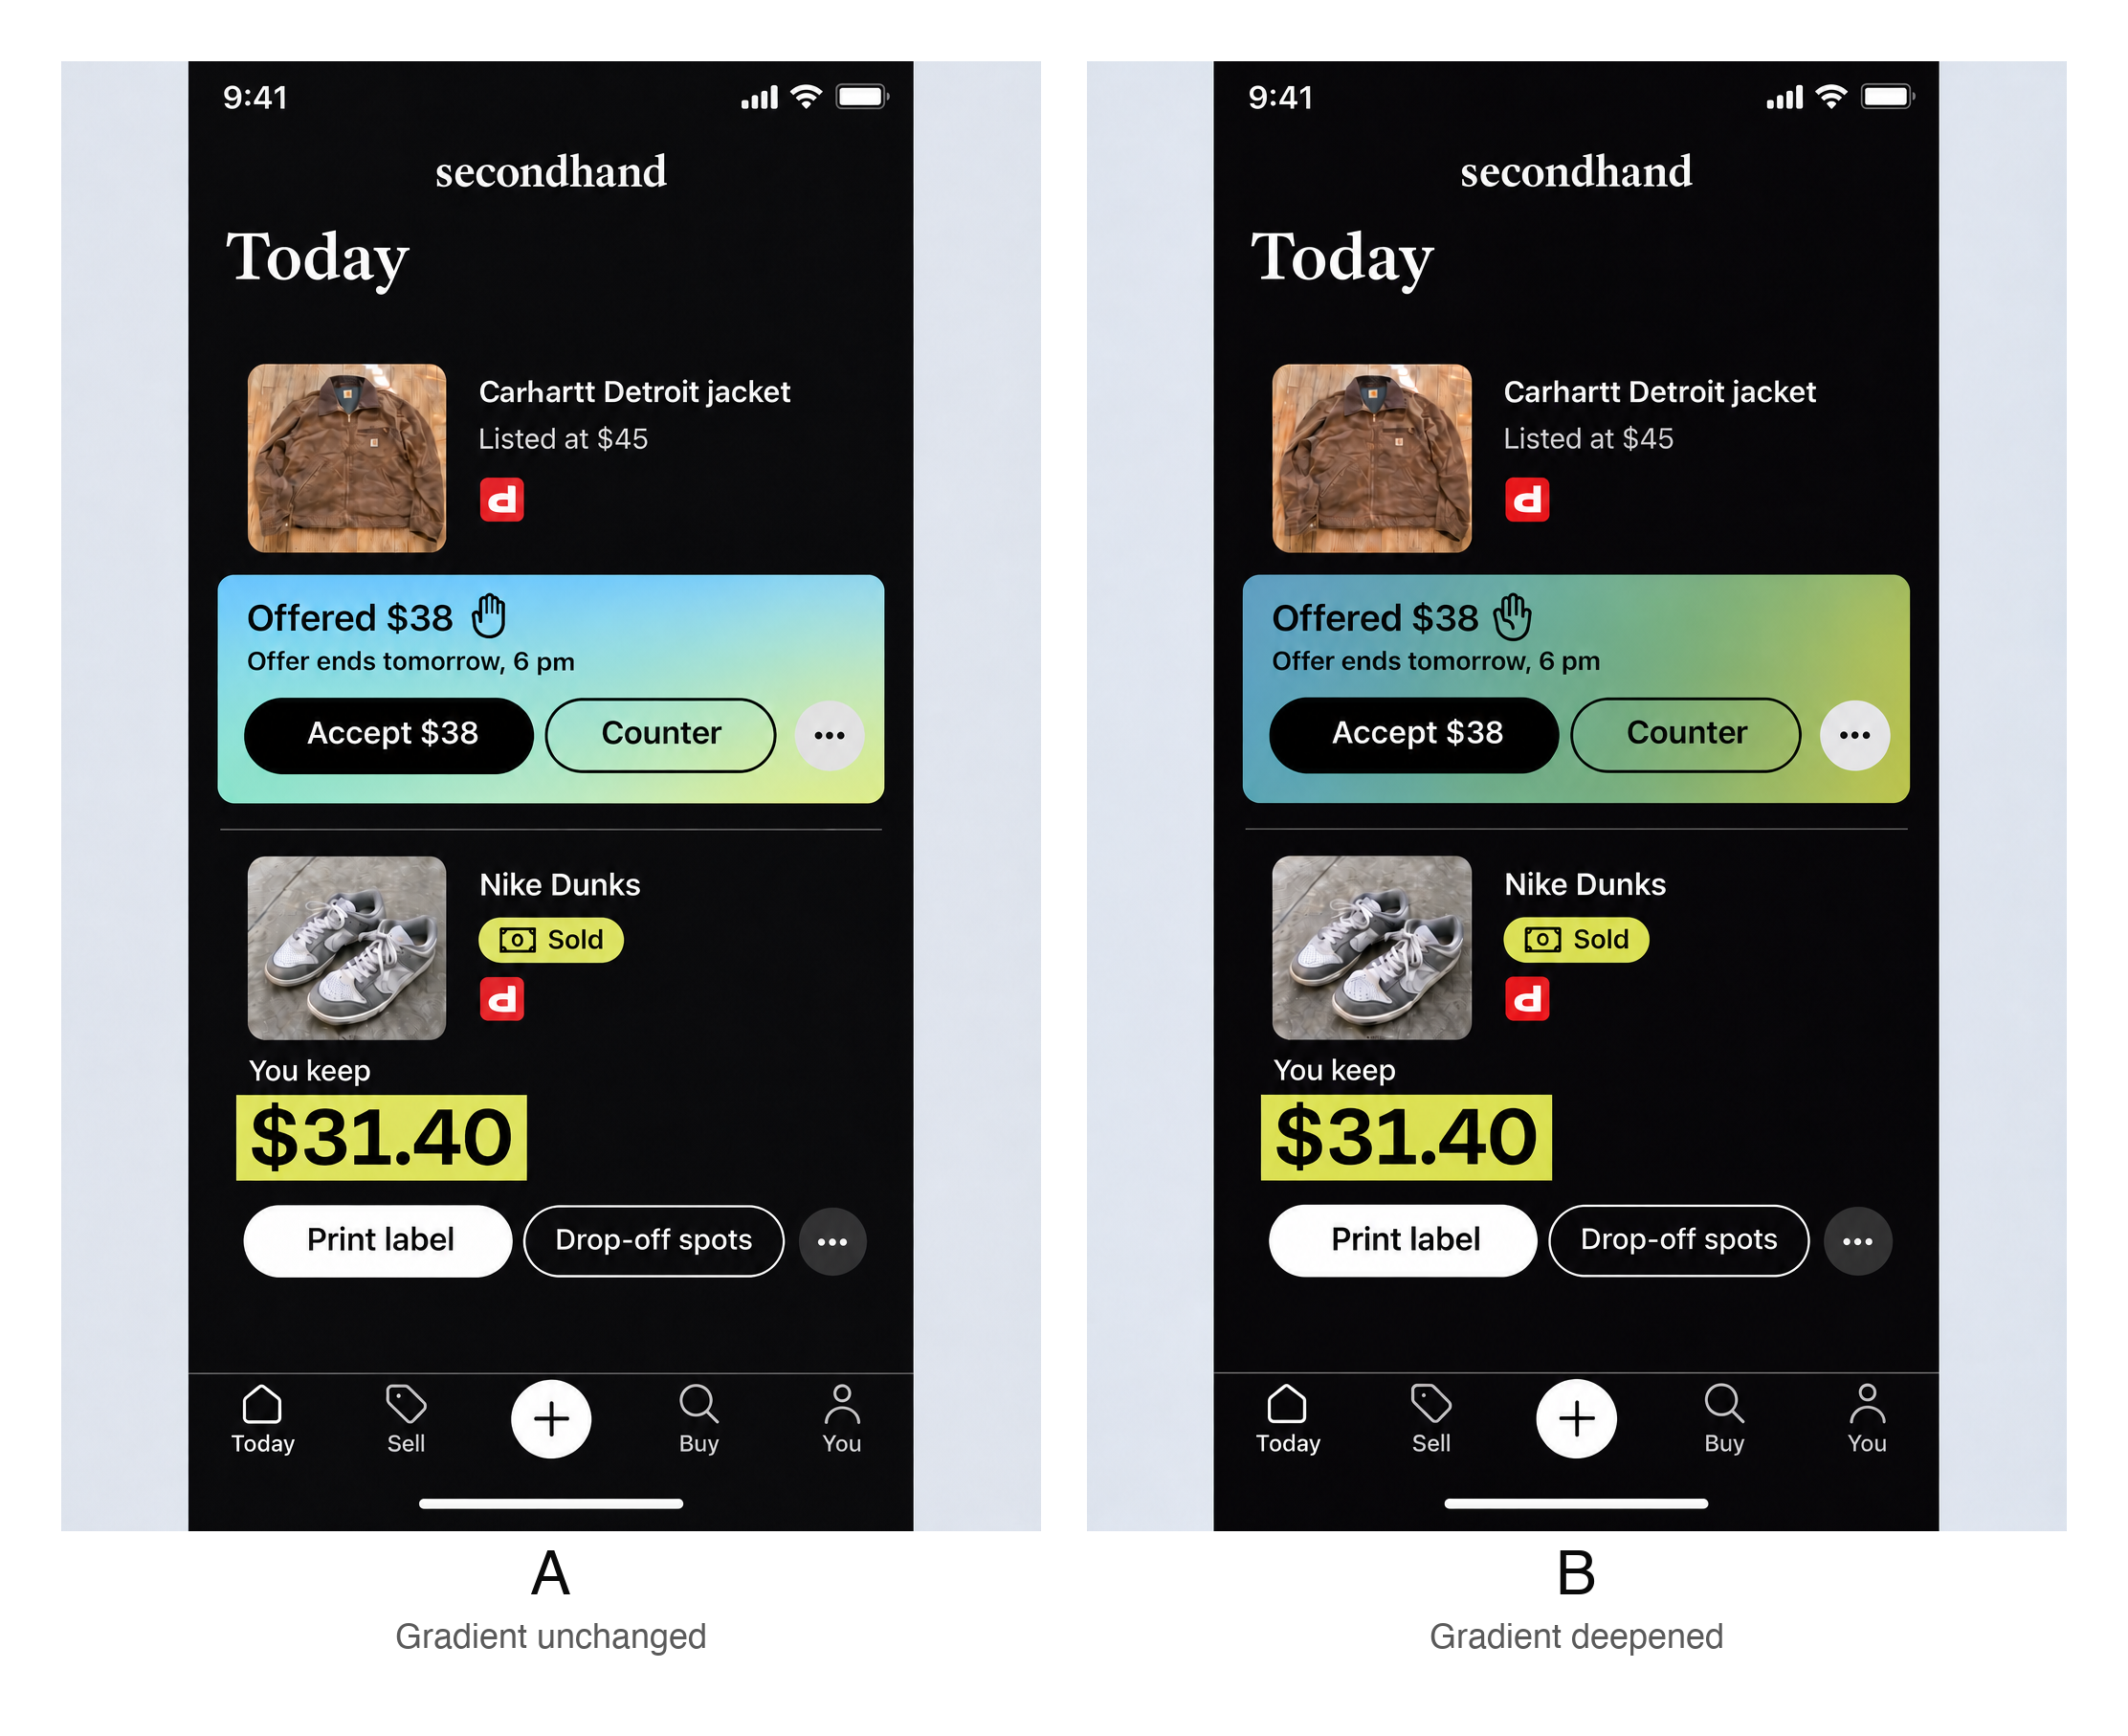 9:41
secondhand
Today
Carhartt Detroit jacket
Listed at $45
d
Offered $38
Offer ends tomorrow, 6 pm
Accept $38
Counter
Nike Dunks
Sold
d
You keep
$31.40
Print label
Drop-off spots
Today
Sell
Buy
You
A
Gradient unchanged
9:41
secondhand
Today
Carhartt Detroit jacket
Listed at $45
d
Offered $38
Offer ends tomorrow, 6 pm
Accept $38
Counter
Nike Dunks
Sold
d
You keep
$31.40
Print label
Drop-off spots
Today
Sell
Buy
You
B
Gradient deepened